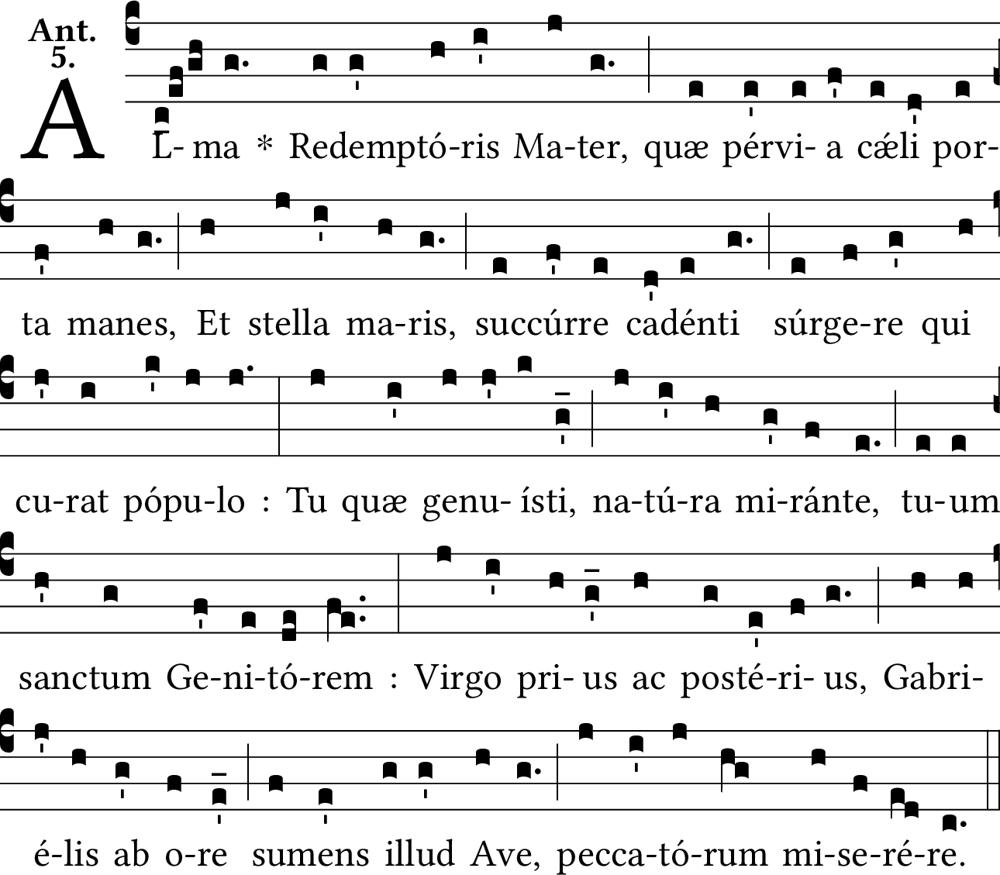 Ant.
5.
AL- ma * Redemptó-ris Ma-ter, quæ pérvi- a cǽli por-
ta manes, Et stella ma-ris, succúrre cadénti súrge-re qui
cu-rat pópu-lo : Tu quæ genu- ísti, na-tú-ra mi-ránte, tu-um
sanctum Ge-ni-tó-rem : Virgo pri- us ac posté-ri- us, Gabri-
é-lis ab o-re sumens illud Ave, pecca-tó-rum mi-se-ré-re.